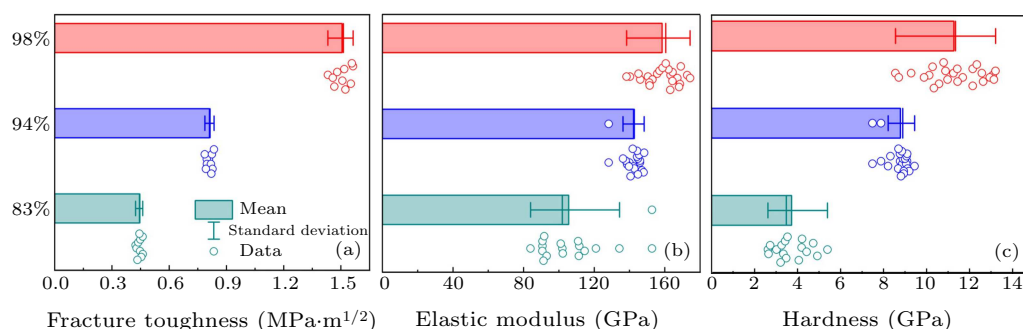 98%
94%
83%
Mean
Standard deviation
Data
(a)
(b)
(c)
0.0 0.3 0.6 0.9 1.2 1.5
0 40 80 120 160
0 2 4 6 8 10 12 14
Fracture toughness (MPa·m1/2)
Elastic modulus (GPa)
Hardness (GPa)